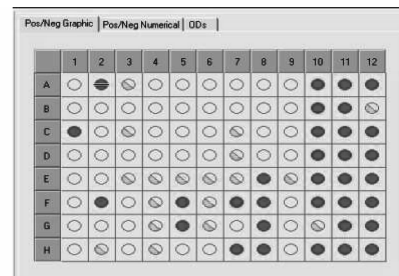 Pos/Neg Graphic Pos/Neg Numerical ODs
1 2 3 4 5 6 7 8 9 10 11 12
A
B
C
D
E
F
G
H